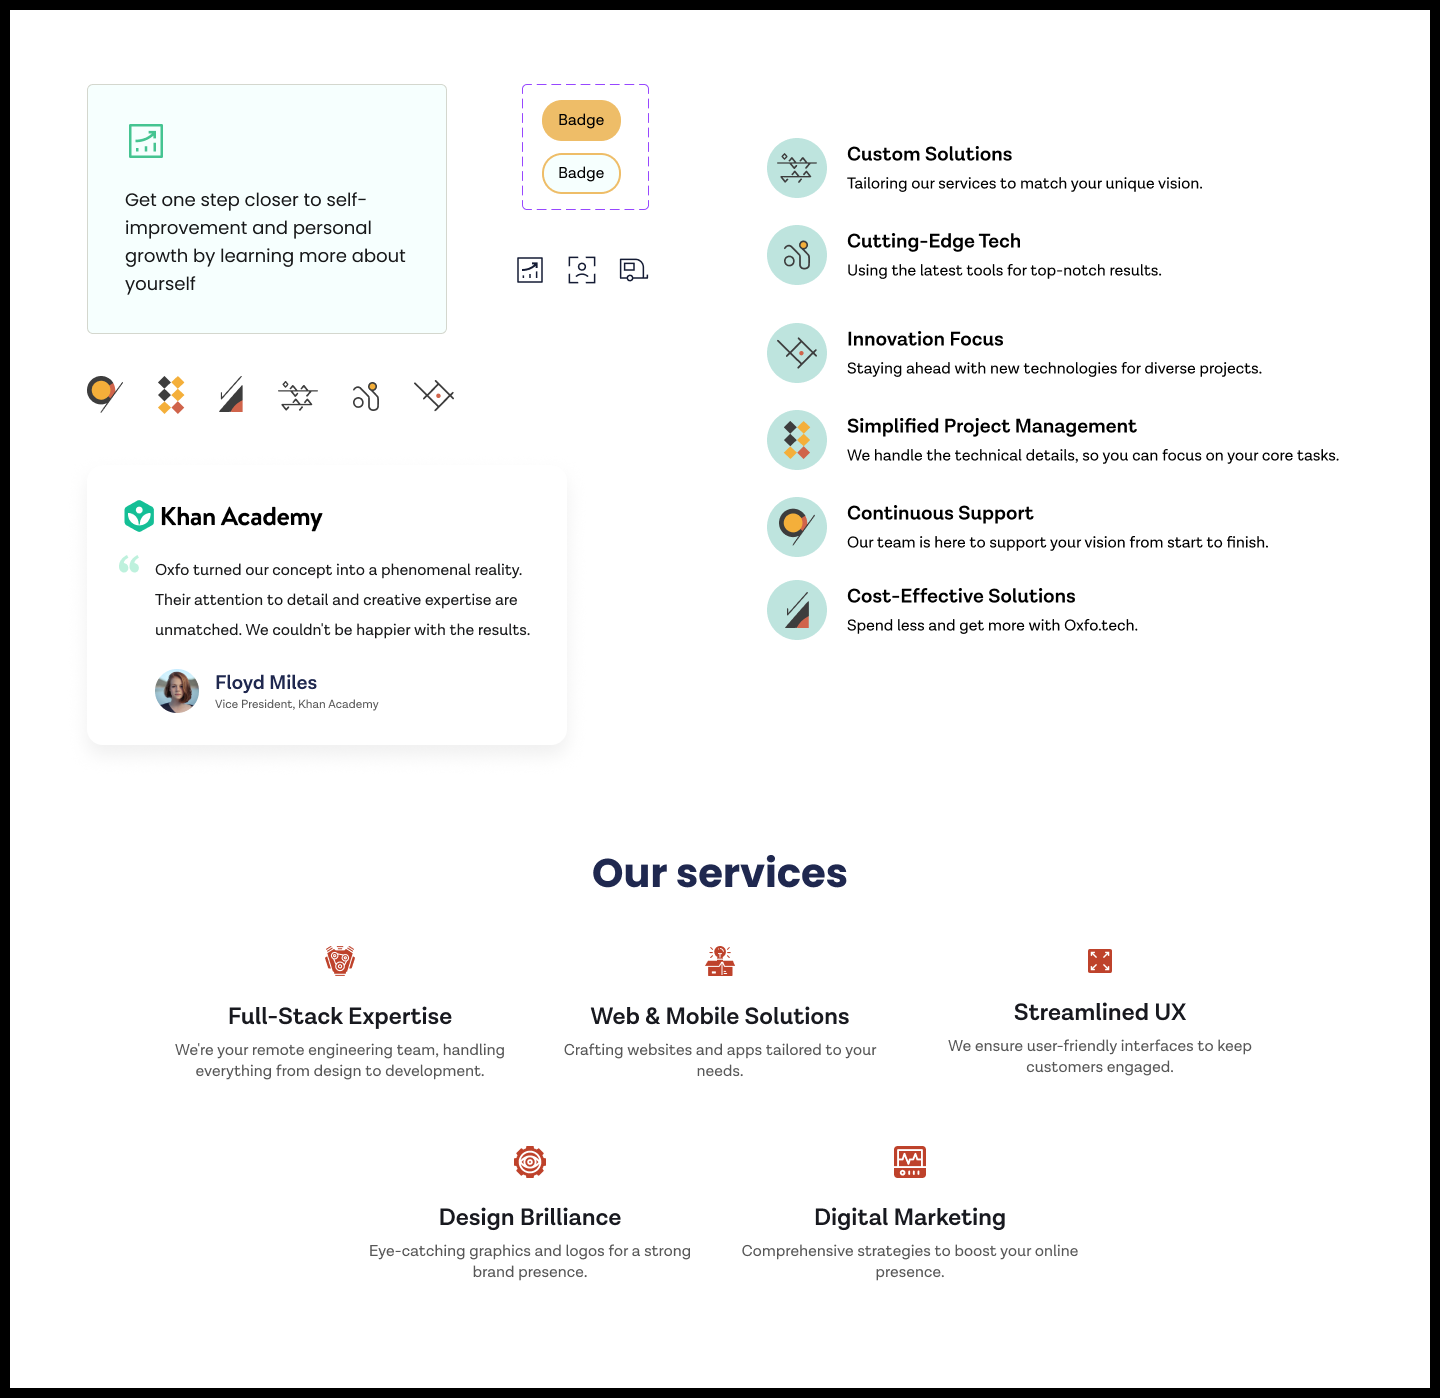 Get one step closer to self-
improvement and personal
growth by learning more about
yourself
Badge
Badge
Custom Solutions
Tailoring our services to match your unique vision.
Cutting-Edge Tech
Using the latest tools for top-notch results.
Innovation Focus
Staying ahead with new technologies for diverse projects.
Simplified Project Management
We handle the technical details, so you can focus on your core tasks.
Continuous Support
Our team is here to support your vision from start to finish.
Cost-Effective Solutions
Spend less and get more with Oxfo.tech.
Khan Academy
“
Oxfo turned our concept into a phenomenal reality.
Their attention to detail and creative expertise are
unmatched. We couldn't be happier with the results.
Floyd Miles
Vice President, Khan Academy
Our services
Full-Stack Expertise
We're your remote engineering team, handling
everything from design to development.
Web & Mobile Solutions
Crafting websites and apps tailored to your
needs.
Streamlined UX
We ensure user-friendly interfaces to keep
customers engaged.
Design Brilliance
Eye-catching graphics and logos for a strong
brand presence.
Digital Marketing
Comprehensive strategies to boost your online
presence.